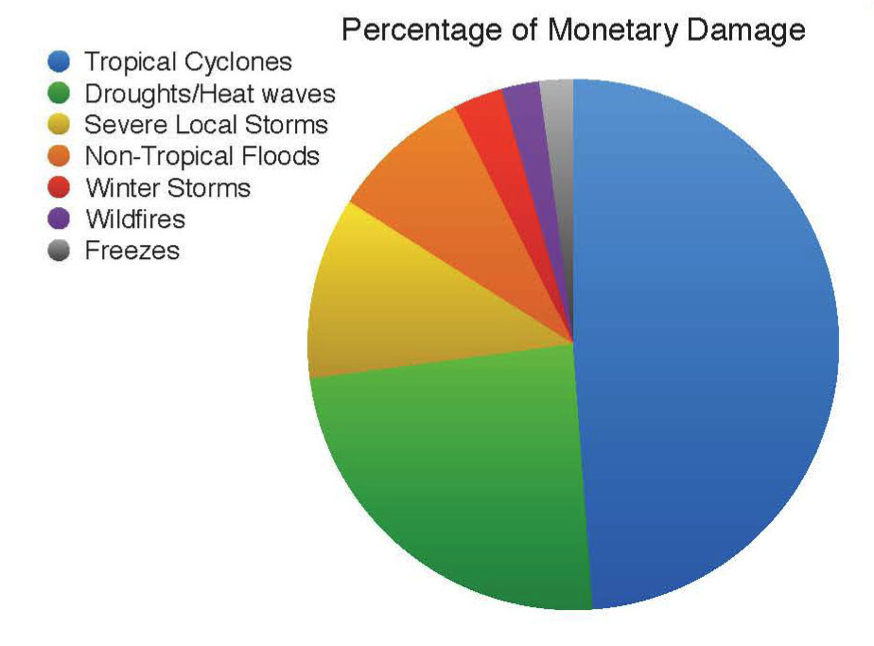 Percentage of Monetary Damage
Tropical Cyclones
Droughts/Heat waves
Severe Local Storms
Non-Tropical Floods
Winter Storms
Wildfires
Freezes